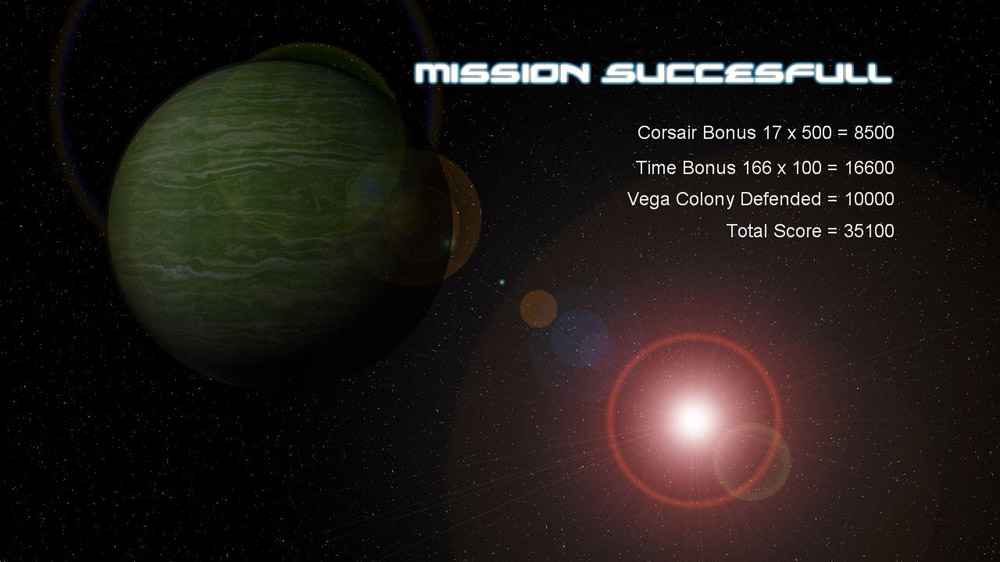 MISSION SUCCESFULL
Corsair Bonus 17 x 500 = 8500
Time Bonus 166 x 100 = 16600
Vega Colony Defended = 10000
Total Score = 35100